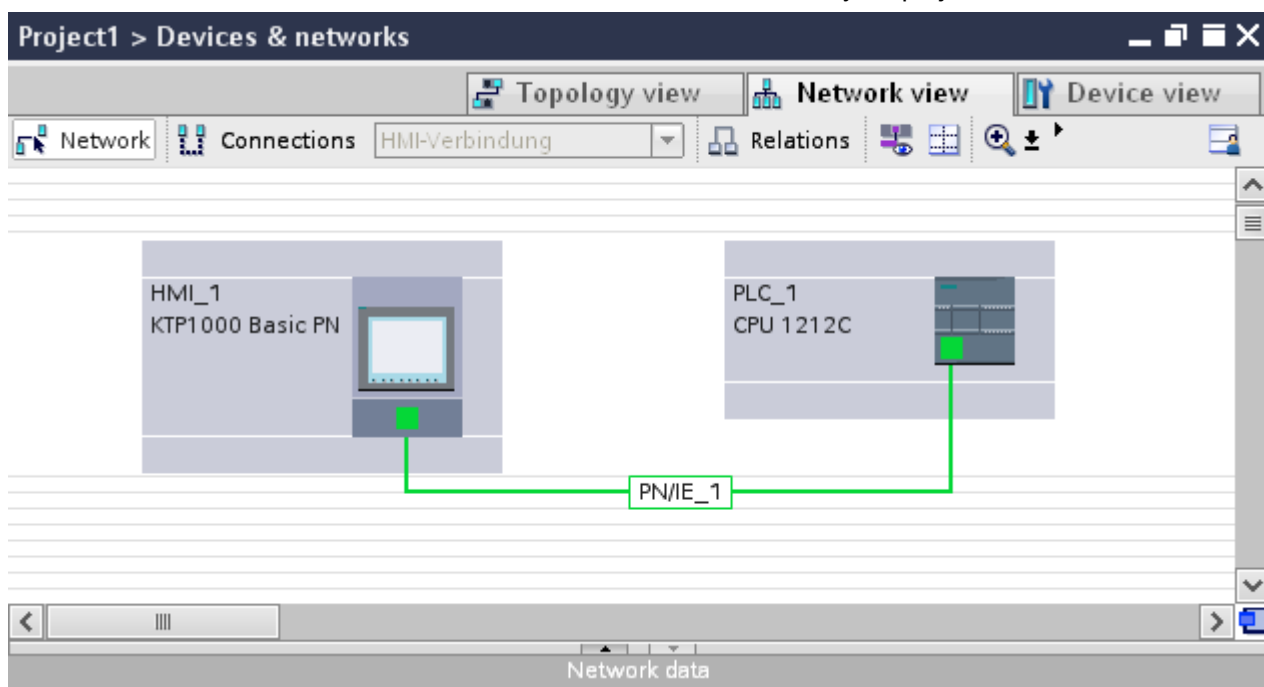 Project1 > Devices & networks
Topology view Network view Device view
Network Connections HMI-Verbindung Relations
HMI_1
KTP1000 Basic PN
PLC_1
CPU 1212C
PN/IE_1
Network data